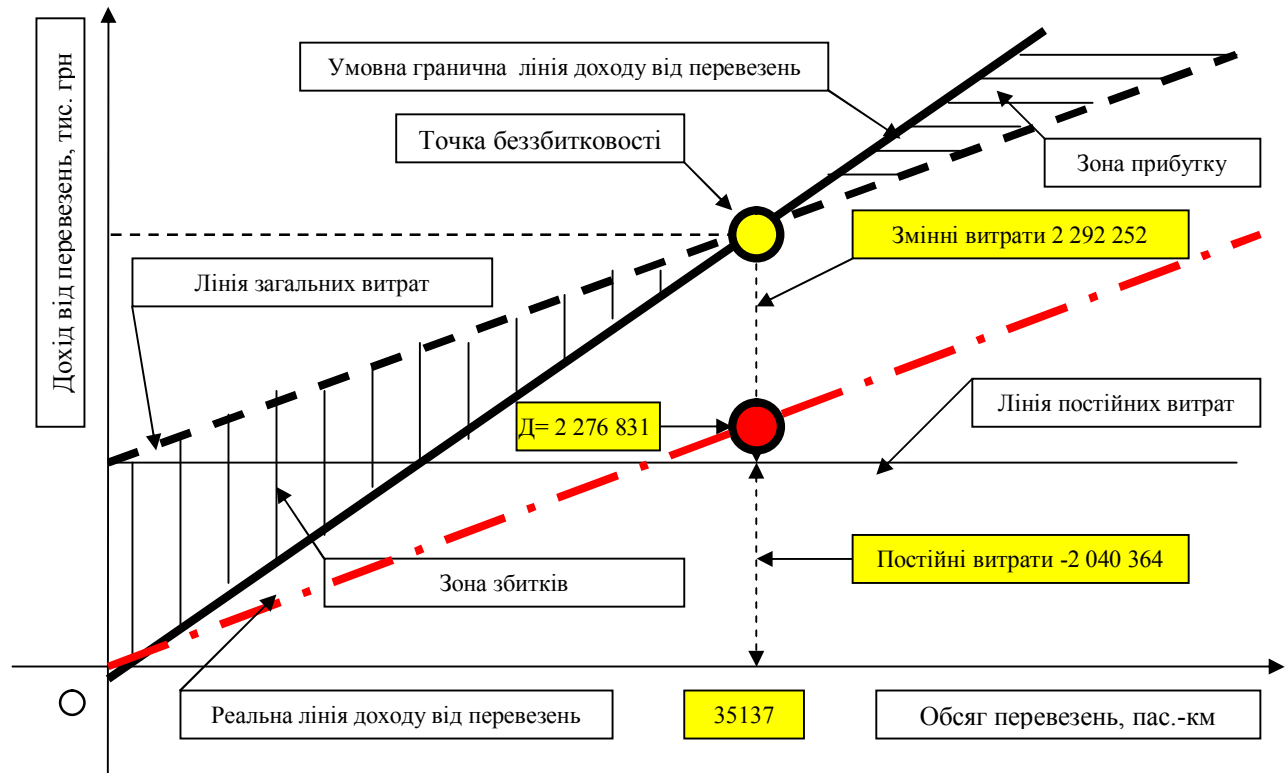 Дохід від перевезень, тис. грн
Умовна гранична лінія доходу від перевезень
Точка беззбитковості
Зона прибутку
Змінні витрати 2 292 252
Лінія загальних витрат
Лінія постійних витрат
Д= 2 276 831
Постійні витрати -2 040 364
Зона збитків
Реальна лінія доходу від перевезень
35137
Обсяг перевезень, пас.-км